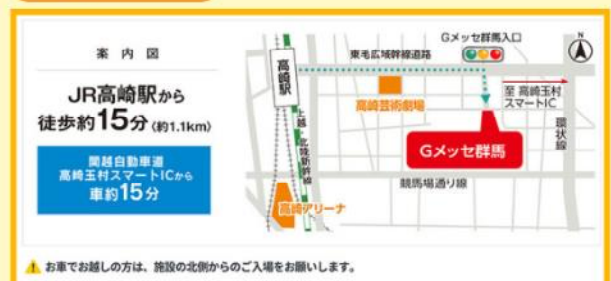 案内図
JR高崎駅から
徒歩約15分(約1.1km)
関越自動車道
高崎玉村スマートICから
車約15分
Gメッセ群馬入口
東毛広域幹線道路
高崎駅
高崎芸術劇場
至 高崎玉村
スマートIC
環状線
上越・北陸新幹線
Gメッセ群馬
競馬場通り線
高崎アリーナ
お車でお越しの方は、施設の北側からのご入場をお願いします。